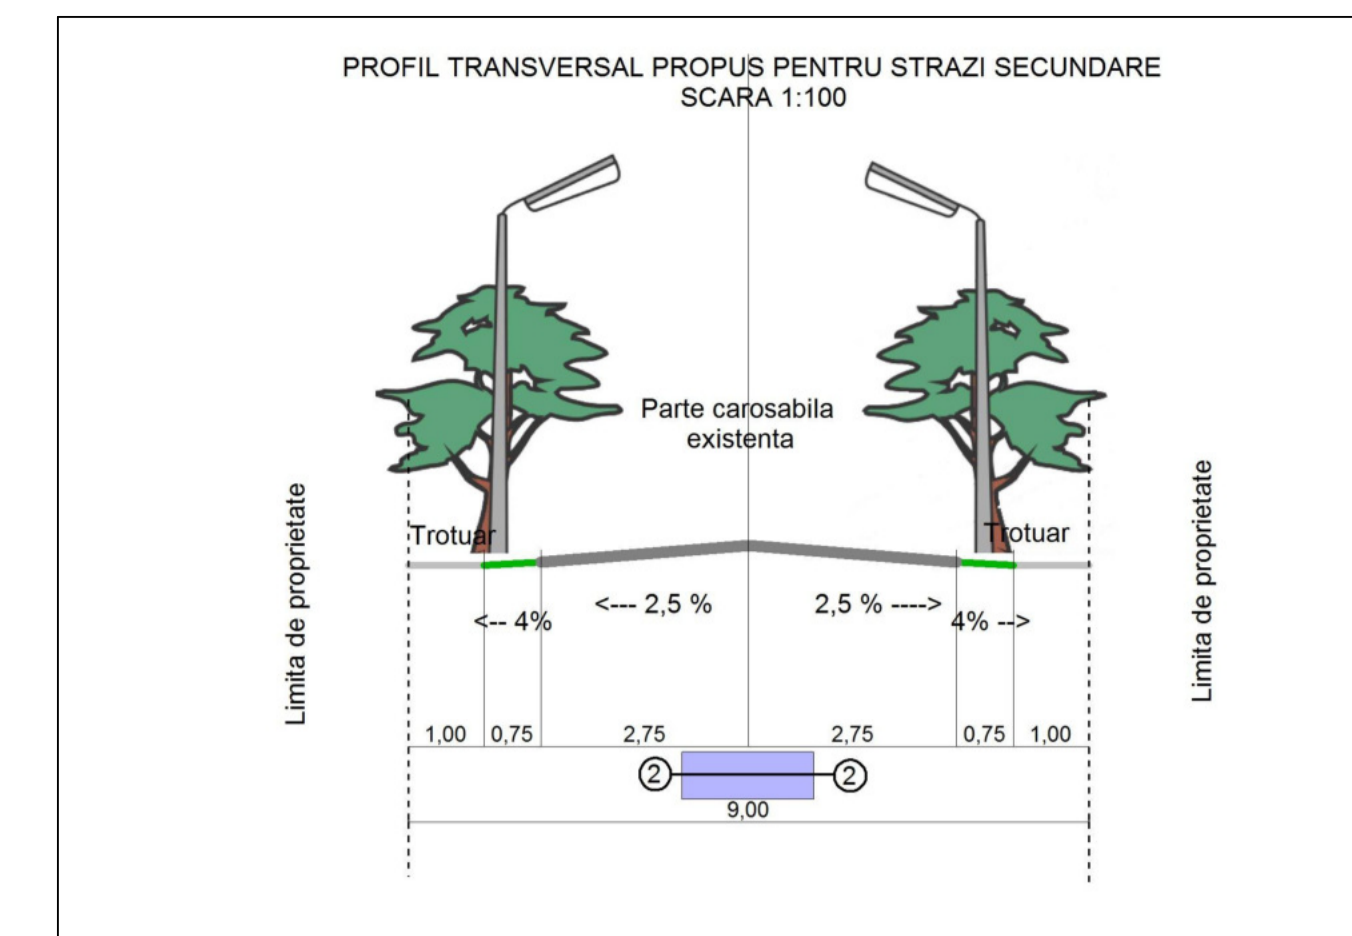 PROFIL TRANSVERSAL PROPUS PENTRU STRAZI SECUNDARE
SCARA 1:100
Parte carosabila
existenta
Trotuar
Trotuar
Limita de proprietate
Limita de proprietate
<--- 2,5 %
2,5 % ---->
<-- 4%
4% -->
1,00 0,75 2,75 2,75 0,75 1,00
2 2
9,00